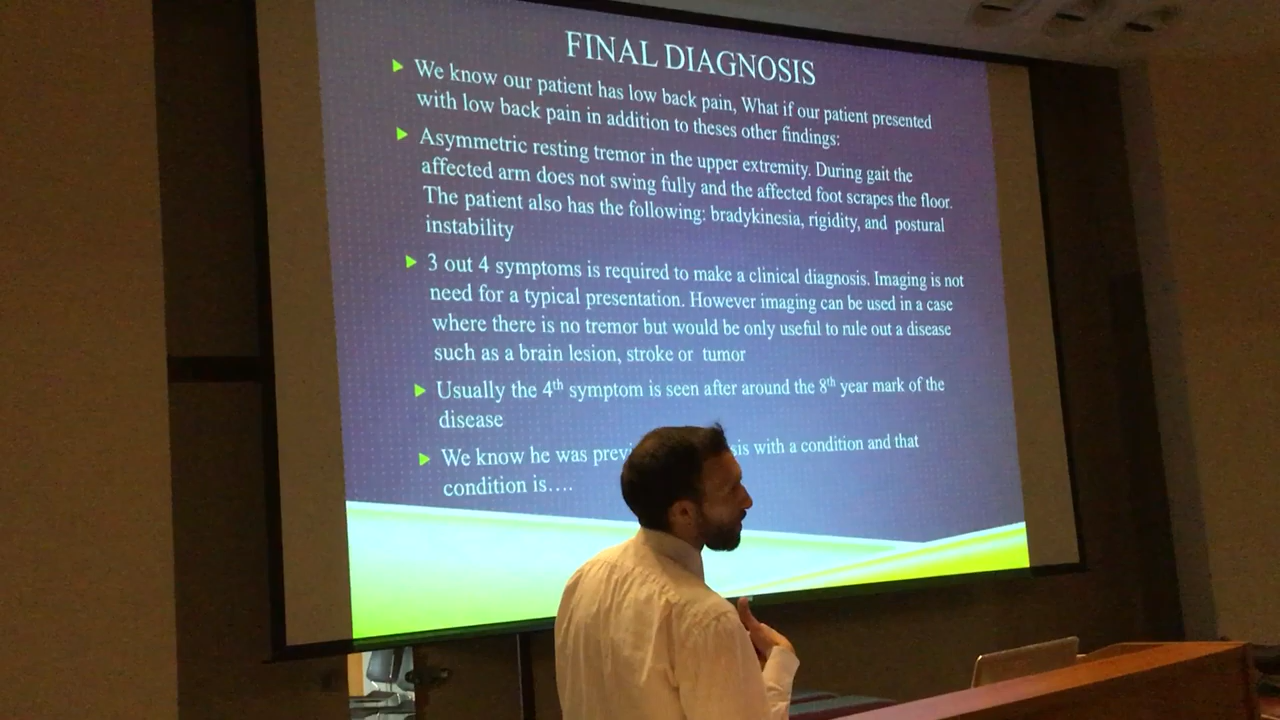 FINAL DIAGNOSIS
We know our patient has low back pain, What if our patient presented
with low back pain in addition to theses other findings:
Asymmetric resting tremor in the upper extremity. During gait the
affected arm does not swing fully and the affected foot scrapes the floor.
The patient also has the following: bradykinesia, rigidity, and postural
instability
3 out 4 symptoms is required to make a clinical diagnosis. Imaging is not
need for a typical presentation. However imaging can be used in a case
where there is no tremor but would be only useful to rule out a disease
such as a brain lesion, stroke or tumor
Usually the 4th symptom is seen after around the 8th year mark of the
disease
We know he was with a condition and that
condition is….